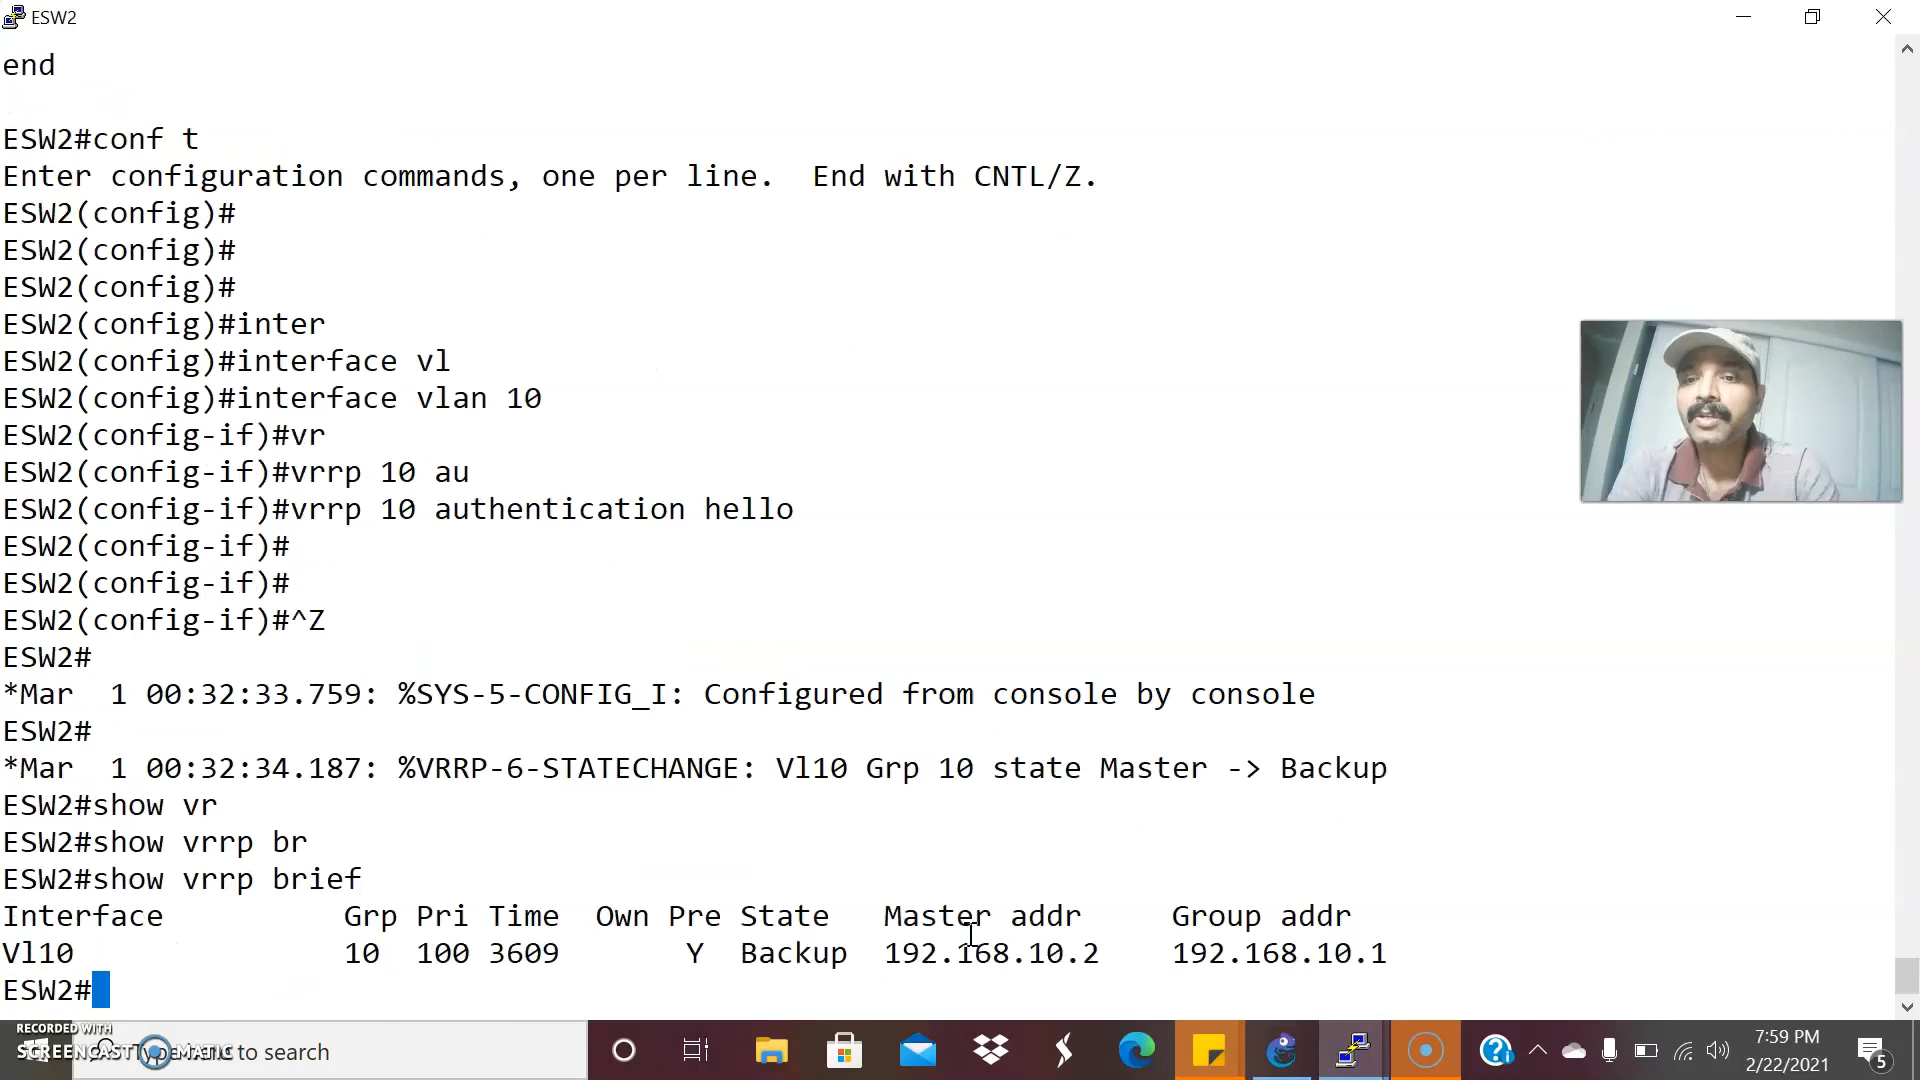 ESW2
end
ESW2#conf t
Enter configuration commands, one per line.  End with CNTL/Z.
ESW2(config)#
ESW2(config)#
ESW2(config)#
ESW2(config)#inter
ESW2(config)#interface vl
ESW2(config)#interface vlan 10
ESW2(config-if)#vr
ESW2(config-if)#vrrp 10 au
ESW2(config-if)#vrrp 10 authentication hello
ESW2(config-if)#
ESW2(config-if)#
ESW2(config-if)#^Z
ESW2#
*Mar  1 00:32:33.759: %SYS-5-CONFIG_I: Configured from console by console
ESW2#
*Mar  1 00:32:34.187: %VRRP-6-STATECHANGE: Vl10 Grp 10 state Master -> Backup
ESW2#show vr
ESW2#show vrrp br
ESW2#show vrrp brief
Interface          Grp Pri Time  Own Pre State   Master addr     Group addr
Vl10               10  100 3609       Y  Backup  192.168.10.2    192.168.10.1
ESW2#
RECORDED WITH
SCREENCAST MATIC
to search
7:59 PM
2/22/2021
5